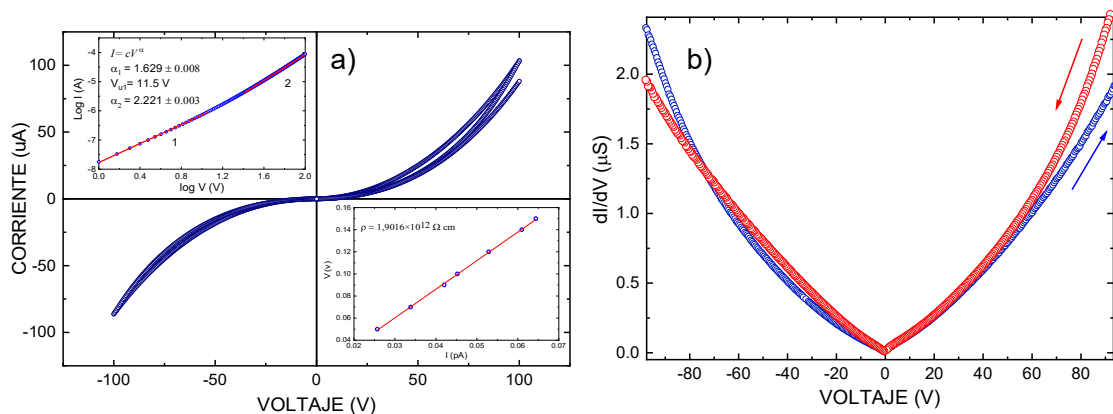 a)
CORRIENTE (uA)
100
50
0
-50
-100
-100 -50 0 50 100
VOLTAJE (V)
I = cV^α
α₁ = 1.629 ± 0.008
V_u1 = 11.5 V
α₂ = 2.221 ± 0.003
1
2
Log I (A)
-4
-5
-6
-7
-8
0.0 0.4 0.8 1.2 1.6 2.0
log V (V)
ρ = 1,9016×10¹² Ω cm
V (v)
0.16
0.14
0.12
0.10
0.08
0.06
0.04
0.02 0.03 0.04 0.05 0.06 0.07
I (pA)
b)
dI/dV (µS)
2.0
1.5
1.0
0.5
0.0
-80 -60 -40 -20 0 20 40 60 80
VOLTAJE (V)